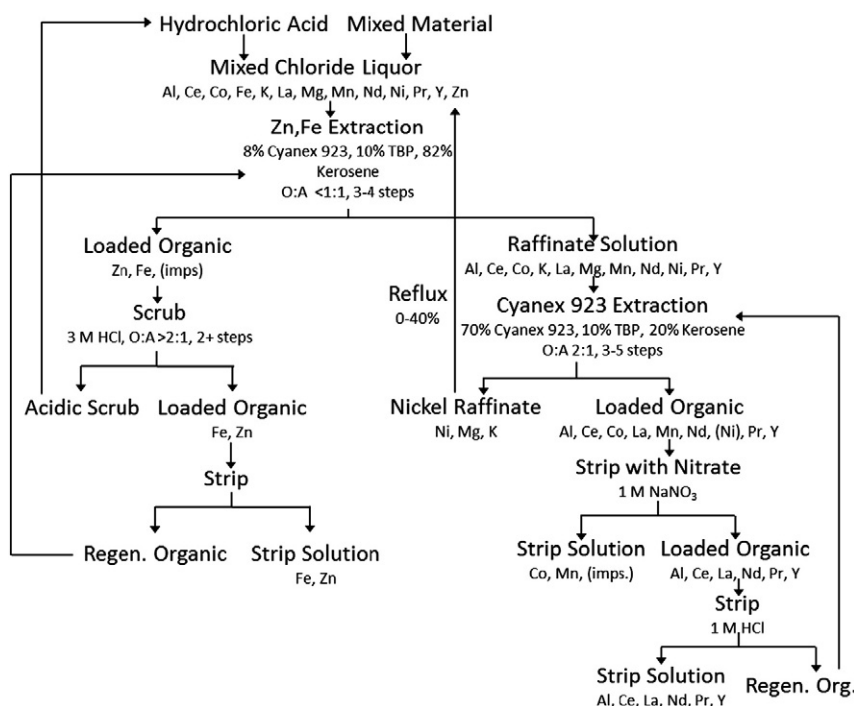 Hydrochloric Acid Mixed Material
Mixed Chloride Liquor
Al, Ce, Co, Fe, K, La, Mg, Mn, Nd, Ni, Pr, Y, Zn
Zn,Fe Extraction
8% Cyanex 923, 10% TBP, 82%
Kerosene
O:A <1:1, 3-4 steps
Loaded Organic
Zn, Fe, (imps)
Raffinate Solution
Al, Ce, Co, K, La, Mg, Mn, Nd, Ni, Pr, Y
Reflux
0-40%
Scrub
3 M HCl, O:A >2:1, 2+ steps
Cyanex 923 Extraction
70% Cyanex 923, 10% TBP, 20% Kerosene
O:A 2:1, 3-5 steps
Acidic Scrub
Loaded Organic
Fe, Zn
Nickel Raffinate
Ni, Mg, K
Loaded Organic
Al, Ce, Co, La, Mn, Nd, (Ni), Pr, Y
Strip
Strip with Nitrate
1 M NaNO₃
Regen. Organic
Strip Solution
Fe, Zn
Strip Solution
Co, Mn, (imps.)
Loaded Organic
Al, Ce, La, Nd, Pr, Y
Strip
1 M HCl
Strip Solution
Al, Ce, La, Nd, Pr, Y
Regen. Org.